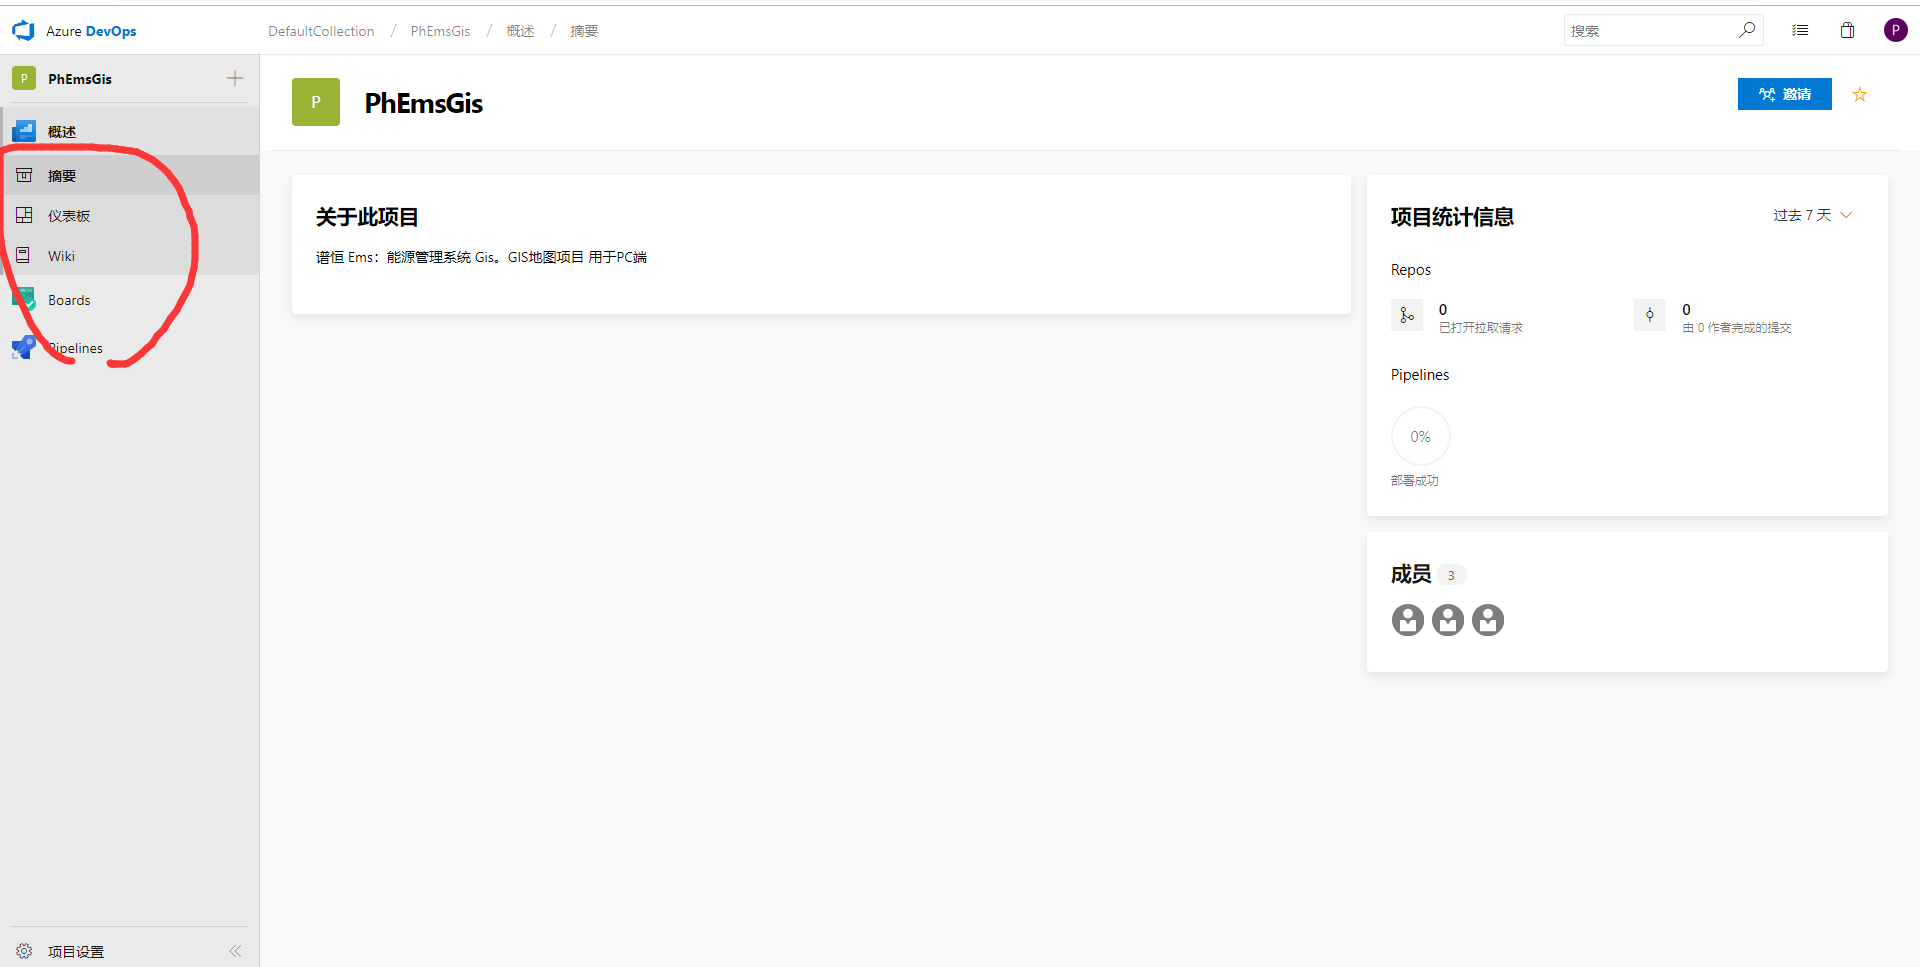 Azure DevOps
DefaultCollection / PhEmsGis / 概述 / 摘要
搜索
P
P PhEmsGis
概述
摘要
仪表板
Wiki
Boards
Pipelines
项目设置
P PhEmsGis
邀请
关于此项目
谱恒 Ems：能源管理系统 Gis。GIS地图项目 用于PC端
项目统计信息
过去 7 天
Repos
0
已打开拉取请求
0
由 0 作者完成的提交
Pipelines
0%
部署成功
成员 3